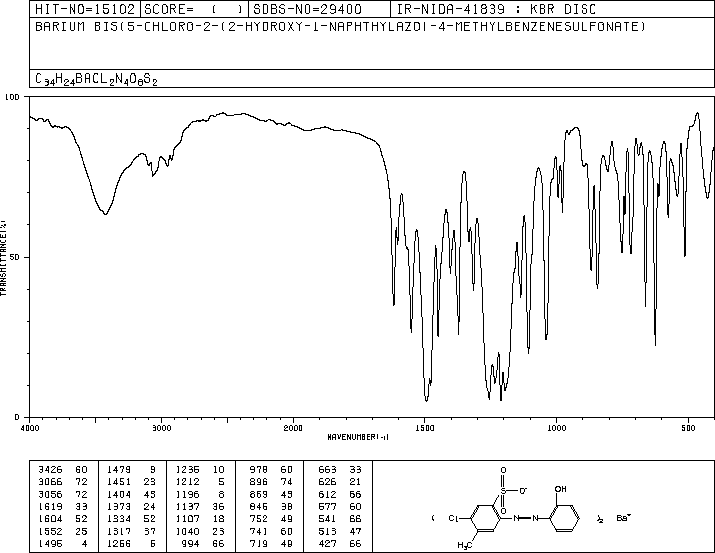 HIT-NO=15102 SCORE= ( ) SDBS-NO=29400 IR-NIDA-41839 : KBR DISC
BARIUM BIS(5-CHLORO-2-(2-HYDROXY-1-NAPHTHYLAZO)-4-METHYLBENZENESULFONATE)
C34H24BACL2N4O8S2
100
50
0
TRANSMITTANCE(%)
4000 3000 2000 1500 1000 500
WAVENUMBER(-1)
3426 60 1479 9 1236 10 978 60 663 33
3066 72 1451 23 1212 5 896 74 626 21
3056 72 1404 45 1196 8 869 45 612 66
1619 33 1373 24 1137 36 845 38 577 60
1604 52 1334 52 1107 18 752 49 541 66
1552 25 1317 37 1040 23 741 60 513 47
1495 4 1256 5 994 66 719 49 427 66
O
OH
S O-
O
( Cl N N )2 Ba++
H3C